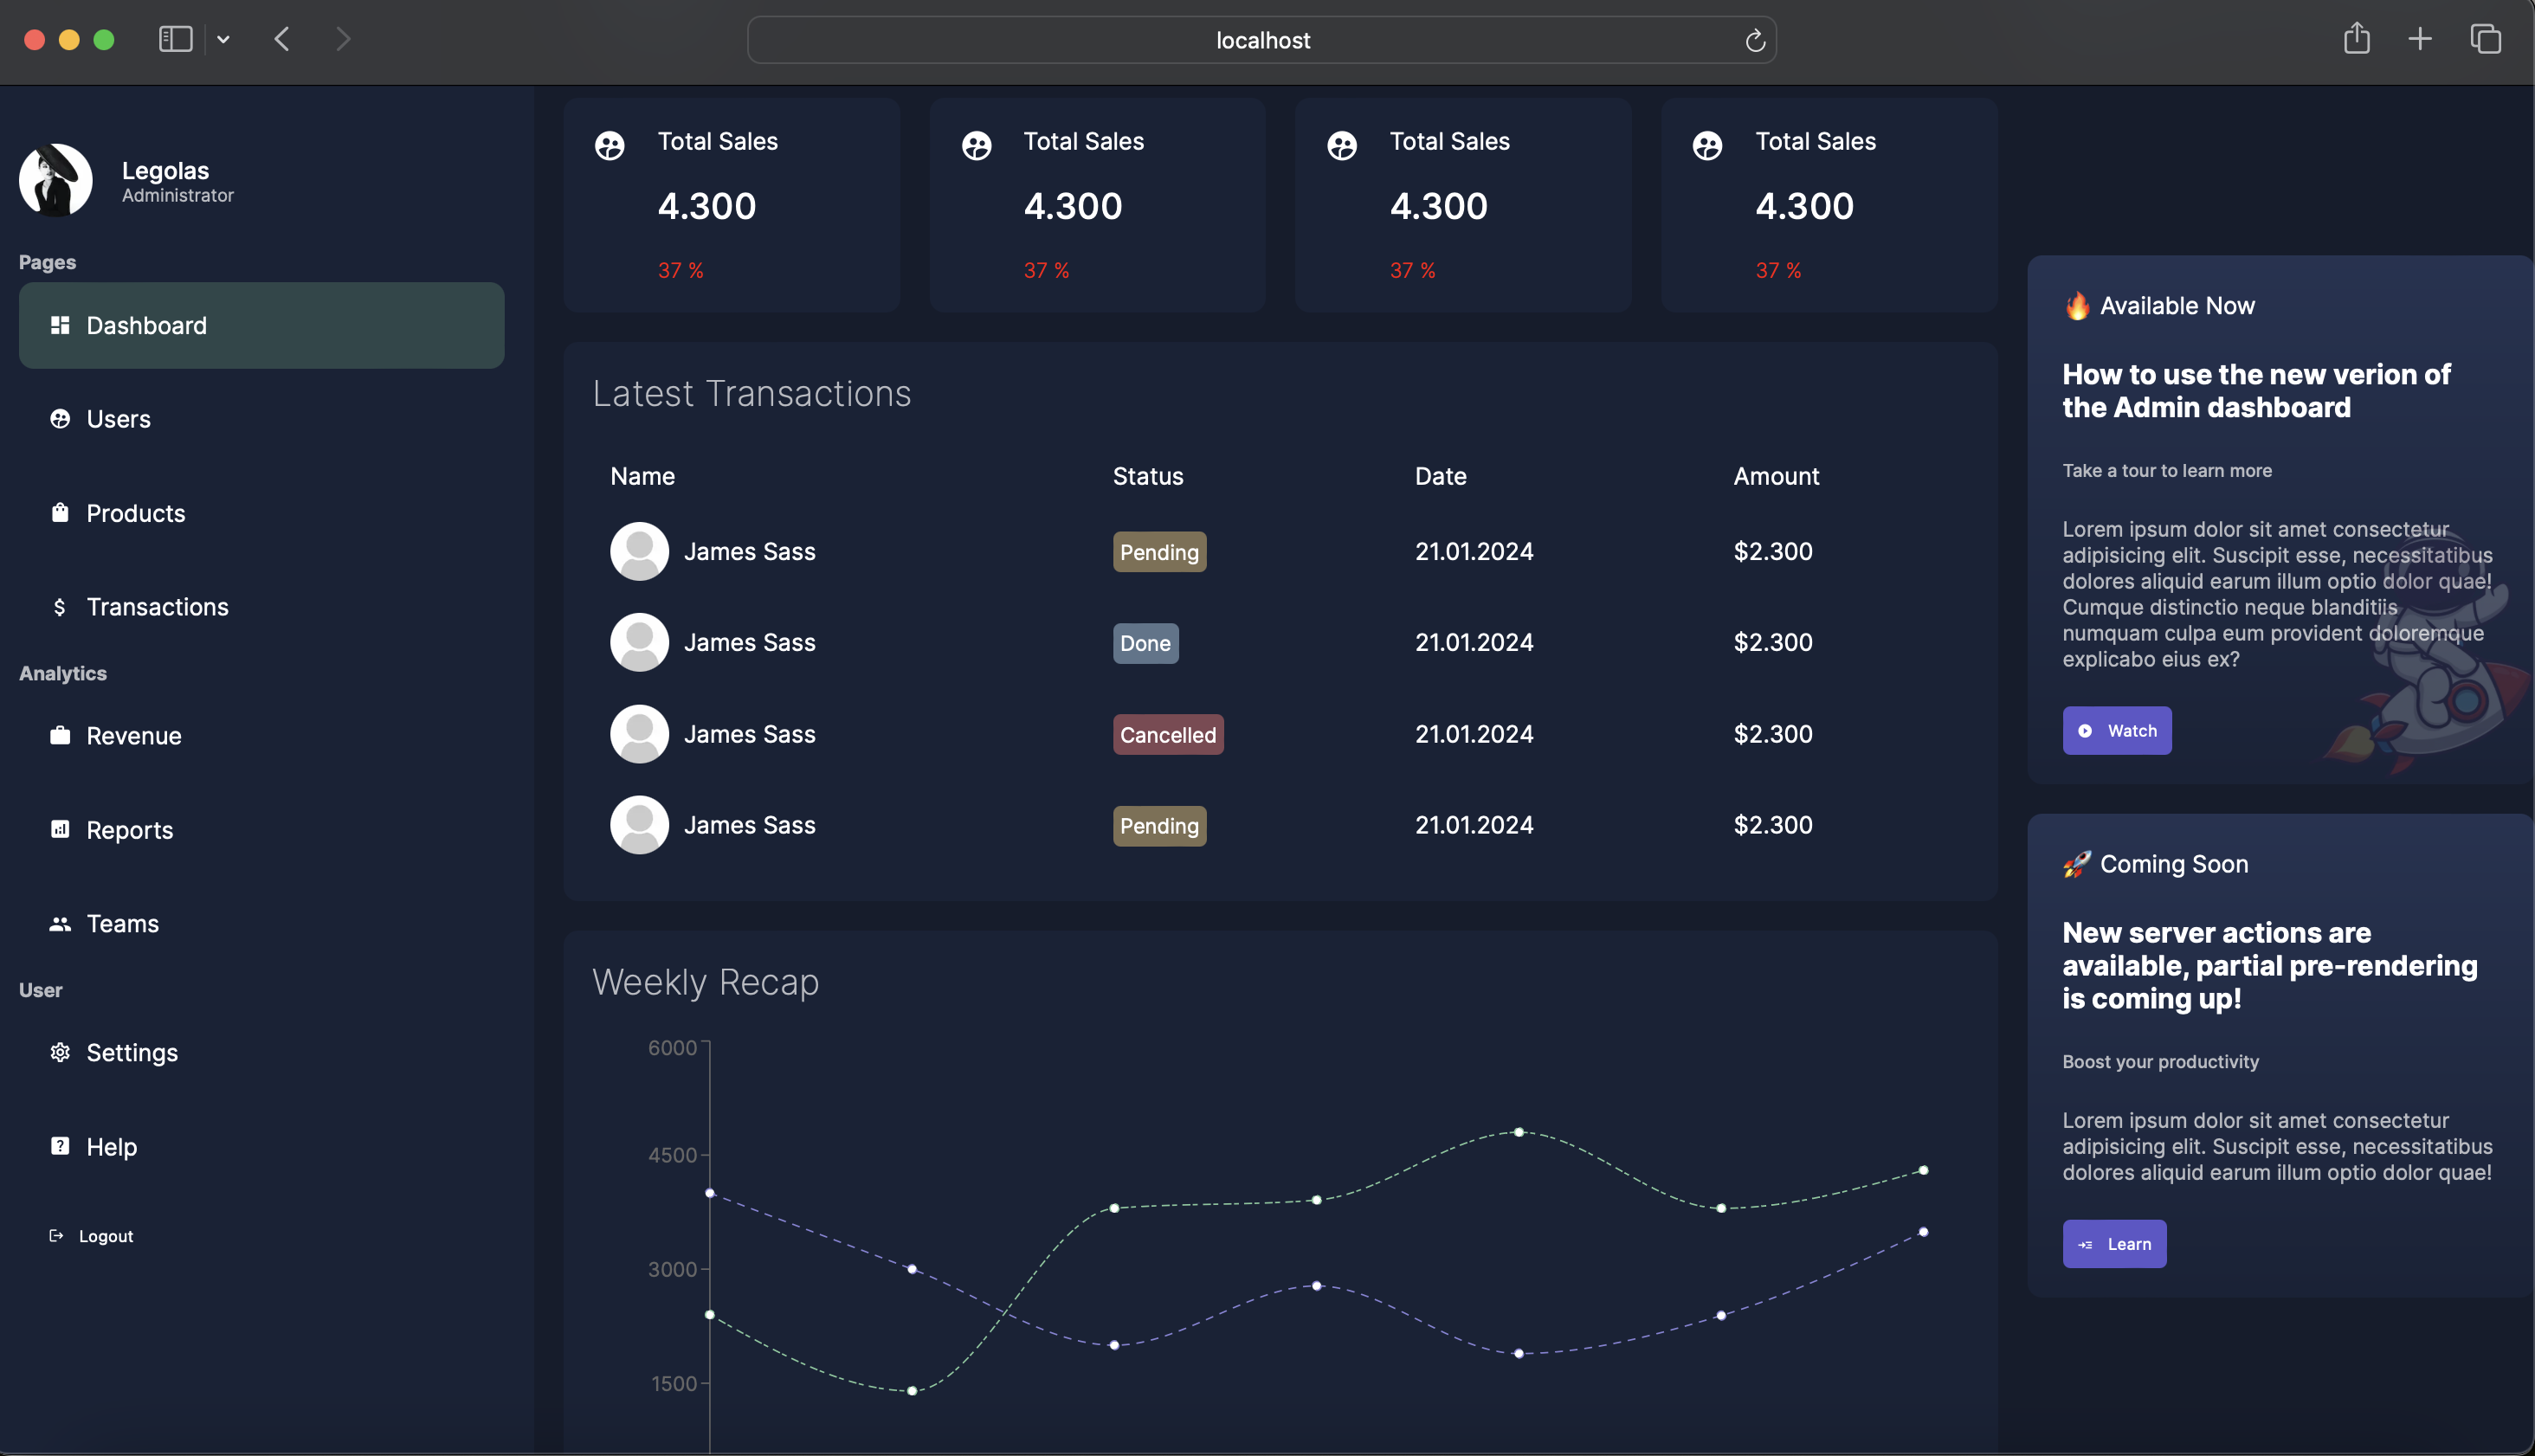 localhost
Legolas
Administrator
Pages
Dashboard
Users
Products
Transactions
Analytics
Revenue
Reports
Teams
User
Settings
Help
Logout
Total Sales
4.300
37 %
Total Sales
4.300
37 %
Total Sales
4.300
37 %
Total Sales
4.300
37 %
Latest Transactions
Name Status Date Amount
James Sass Pending 21.01.2024 $2.300
James Sass Done 21.01.2024 $2.300
James Sass Cancelled 21.01.2024 $2.300
James Sass Pending 21.01.2024 $2.300
Weekly Recap
6000
4500
3000
1500
🔥 Available Now
How to use the new verion of
the Admin dashboard
Take a tour to learn more
Lorem ipsum dolor sit amet consectetur
adipisicing elit. Suscipit esse, necessitatibus
dolores aliquid earum illum optio dolor quae!
Cumque distinctio neque blanditiis
numquam culpa eum provident doloremque
explicabo eius ex?
Watch
🚀 Coming Soon
New server actions are
available, partial pre-rendering
is coming up!
Boost your productivity
Lorem ipsum dolor sit amet consectetur
adipisicing elit. Suscipit esse, necessitatibus
dolores aliquid earum illum optio dolor quae!
Learn